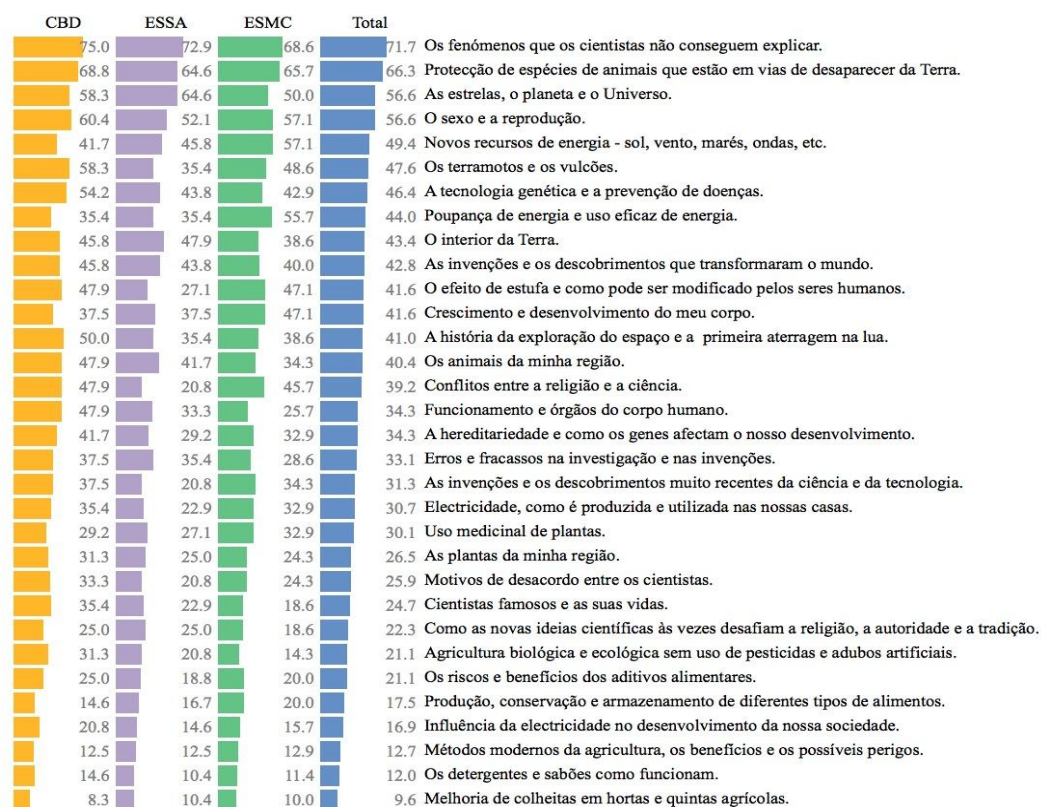 CBD ESSA ESMC Total
75.0 72.9 68.6 71.7 Os fenómenos que os cientistas não conseguem explicar.
68.8 64.6 65.7 66.3 Protecção de espécies de animais que estão em vias de desaparecer da Terra.
58.3 64.6 50.0 56.6 As estrelas, o planeta e o Universo.
60.4 52.1 57.1 56.6 O sexo e a reprodução.
41.7 45.8 57.1 49.4 Novos recursos de energia - sol, vento, marés, ondas, etc.
58.3 35.4 48.6 47.6 Os terramotos e os vulcões.
54.2 43.8 42.9 46.4 A tecnologia genética e a prevenção de doenças.
35.4 35.4 55.7 44.0 Poupança de energia e uso eficaz de energia.
45.8 47.9 38.6 43.4 O interior da Terra.
45.8 43.8 40.0 42.8 As invenções e os descobrimentos que transformaram o mundo.
47.9 27.1 47.1 41.6 O efeito de estufa e como pode ser modificado pelos seres humanos.
37.5 37.5 47.1 41.6 Crescimento e desenvolvimento do meu corpo.
50.0 35.4 38.6 41.0 A história da exploração do espaço e a primeira aterragem na lua.
47.9 41.7 34.3 40.4 Os animais da minha região.
47.9 20.8 45.7 39.2 Conflitos entre a religião e a ciência.
47.9 33.3 25.7 34.3 Funcionamento e órgãos do corpo humano.
41.7 29.2 32.9 34.3 A hereditariedade e como os genes afectam o nosso desenvolvimento.
37.5 35.4 28.6 33.1 Erros e fracassos na investigação e nas invenções.
37.5 20.8 34.3 31.3 As invenções e os descobrimentos muito recentes da ciência e da tecnologia.
35.4 22.9 32.9 30.7 Electricidade, como é produzida e utilizada nas nossas casas.
29.2 27.1 32.9 30.1 Uso medicinal de plantas.
31.3 25.0 24.3 26.5 As plantas da minha região.
33.3 20.8 24.3 25.9 Motivos de desacordo entre os cientistas.
35.4 22.9 18.6 24.7 Cientistas famosos e as suas vidas.
25.0 25.0 18.6 22.3 Como as novas ideias científicas às vezes desafiam a religião, a autoridade e a tradição.
31.3 20.8 14.3 21.1 Agricultura biológica e ecológica sem uso de pesticidas e adubos artificiais.
25.0 18.8 20.0 21.1 Os riscos e benefícios dos aditivos alimentares.
14.6 16.7 20.0 17.5 Produção, conservação e armazenamento de diferentes tipos de alimentos.
20.8 14.6 15.7 16.9 Influência da electricidade no desenvolvimento da nossa sociedade.
12.5 12.5 12.9 12.7 Métodos modernos da agricultura, os benefícios e os possíveis perigos.
14.6 10.4 11.4 12.0 Os detergentes e sabões como funcionam.
8.3 10.4 10.0 9.6 Melhoria de colheitas em hortas e quintas agrícolas.